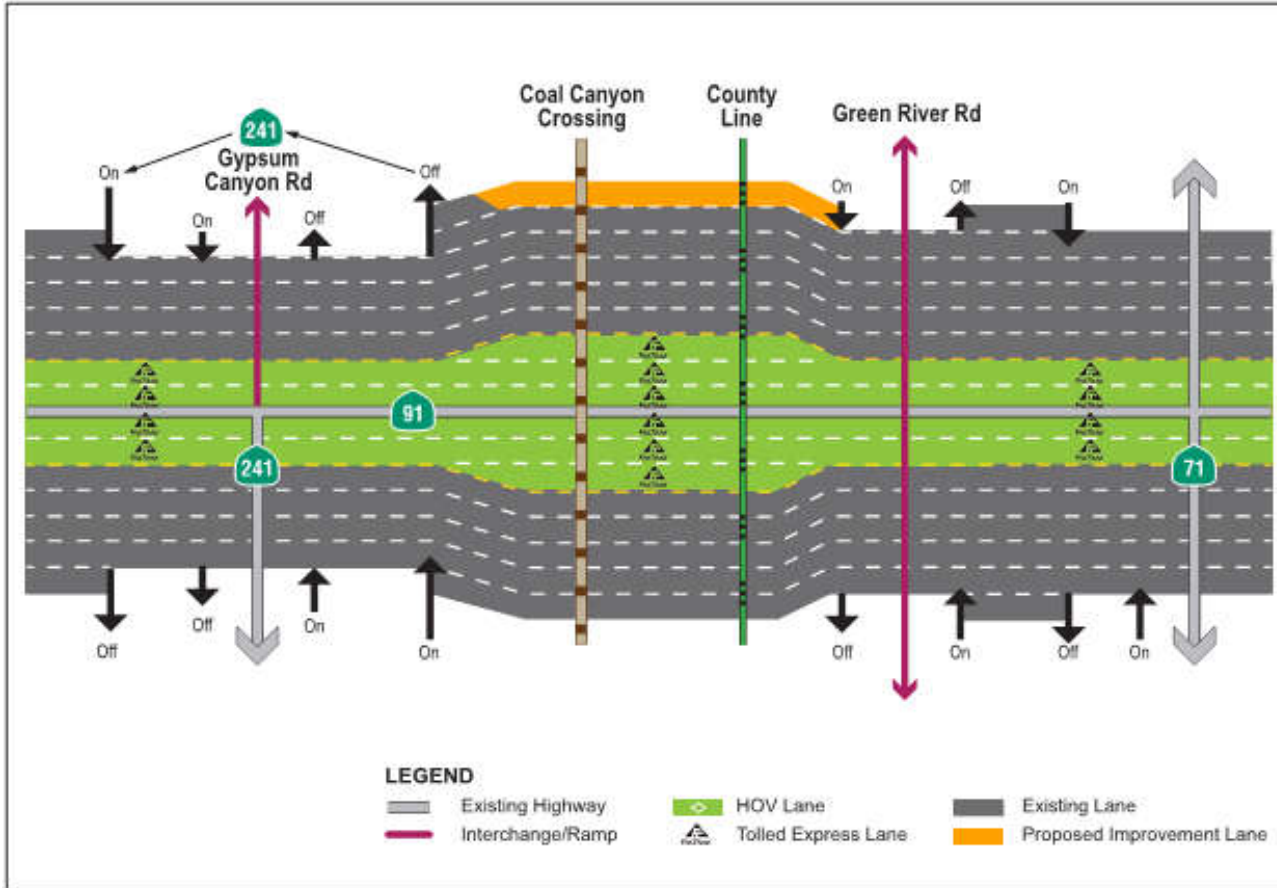 Coal Canyon
Crossing
County
Line
Green River Rd
241
Gypsum
Canyon Rd
On
Off
On
Off
On
Off
On
91
241
71
Off
Off
On
On
Off
On
Off
On
LEGEND
Existing Highway
HOV Lane
Existing Lane
Interchange/Ramp
Tolled Express Lane
Proposed Improvement Lane